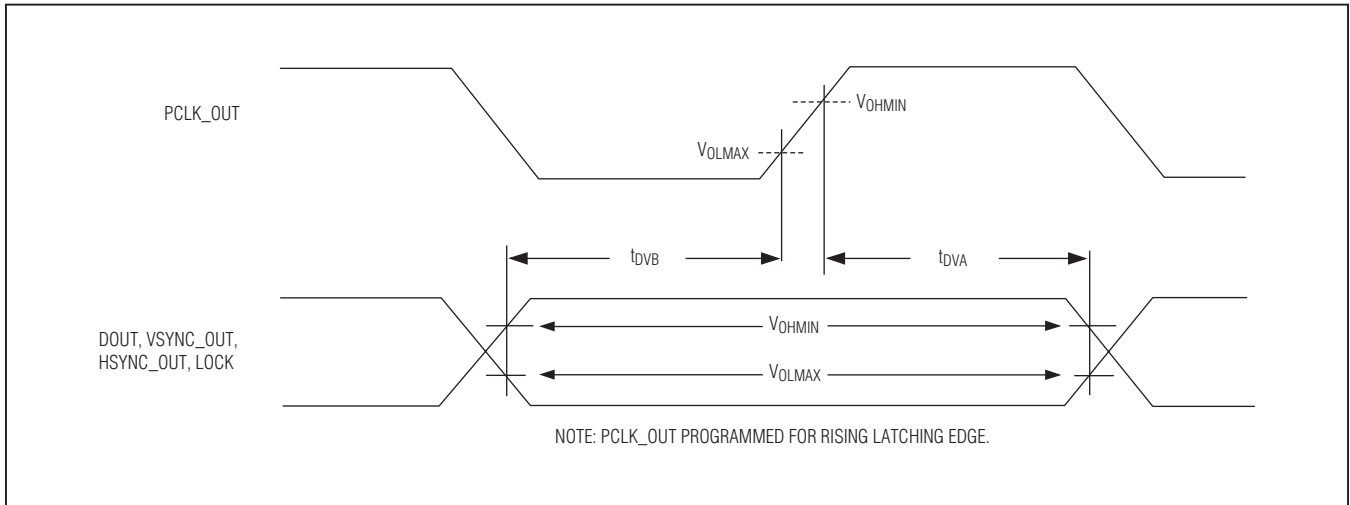 PCLK_OUT
VOHMIN
VOLMAX
tDVB
tDVA
DOUT, VSYNC_OUT,
HSYNC_OUT, LOCK
VOHMIN
VOLMAX
NOTE: PCLK_OUT PROGRAMMED FOR RISING LATCHING EDGE.